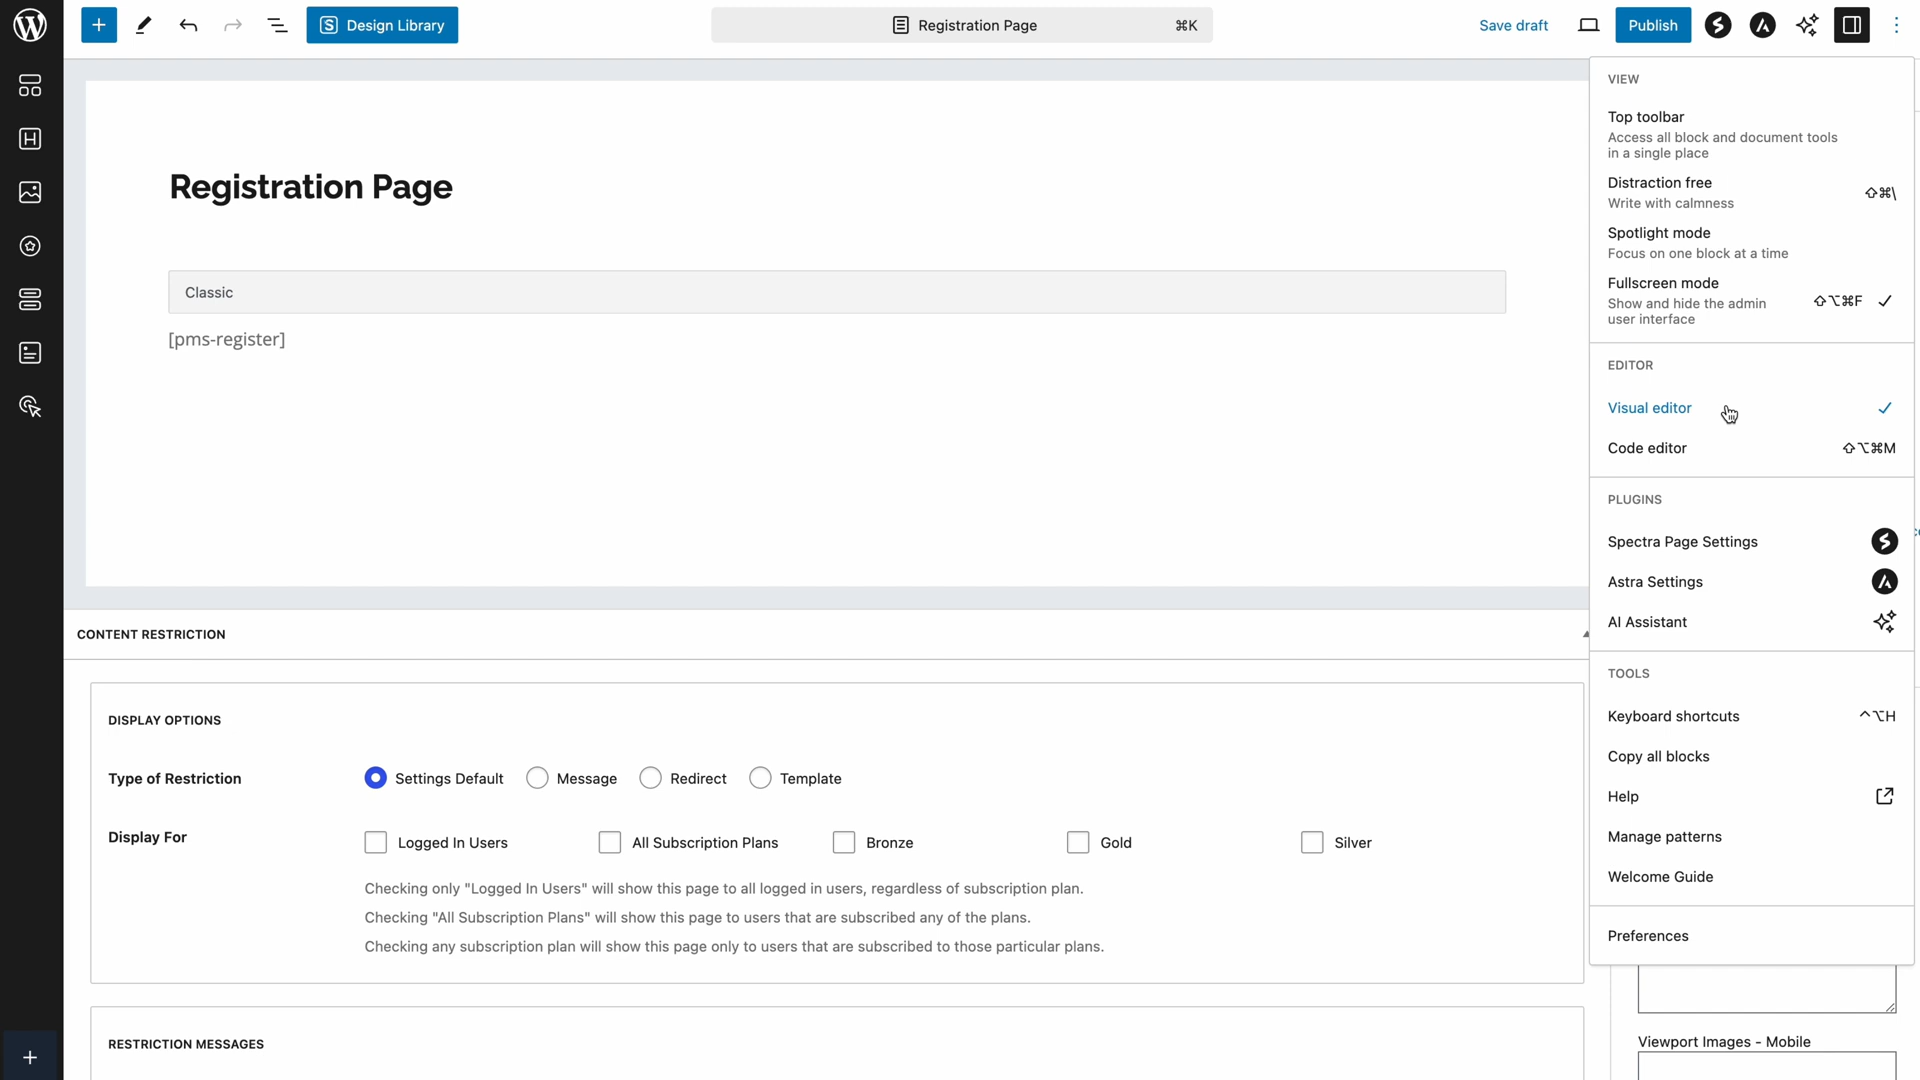 Design Library
Registration Page
⌘K
Save draft
Publish
Registration Page
Classic
[pms-register]
VIEW
Top toolbar
Access all block and document tools
in a single place
Distraction free
Write with calmness
⇧⌘\
Spotlight mode
Focus on one block at a time
Fullscreen mode
Show and hide the admin
user interface
⇧⌥⌘F
EDITOR
Visual editor
Code editor
⇧⌥⌘M
PLUGINS
Spectra Page Settings
Astra Settings
AI Assistant
TOOLS
Keyboard shortcuts
⌃⌥H
Copy all blocks
Help
Manage patterns
Welcome Guide
Preferences
CONTENT RESTRICTION
DISPLAY OPTIONS
Type of Restriction
Settings Default
Message
Redirect
Template
Display For
Logged In Users
All Subscription Plans
Bronze
Gold
Silver
Checking only "Logged In Users" will show this page to all logged in users, regardless of subscription plan.
Checking "All Subscription Plans" will show this page to users that are subscribed any of the plans.
Checking any subscription plan will show this page only to users that are subscribed to those particular plans.
RESTRICTION MESSAGES
Viewport Images - Mobile